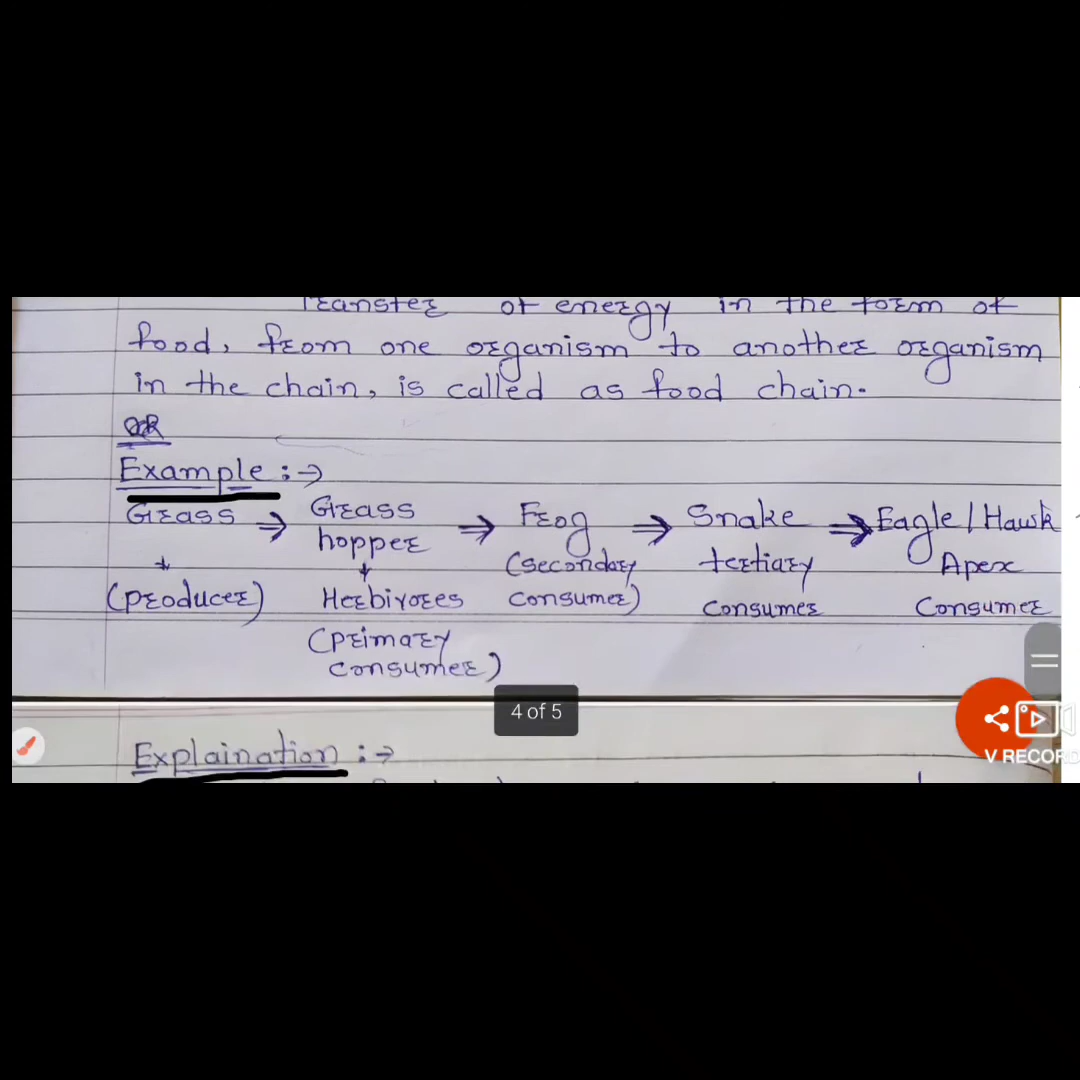 Transfer of energy in the form of
food, from one organism to another organism
in the chain, is called as food chain.
OR
Example :→
Grass ⇒ Grass hopper ⇒ Frog ⇒ Snake ⇒ Eagle / Hawk
(producer) Herbivores (secondary consumer) tertiary consumer Apex Consumer
(primary consumer)
4 of 5
Explaination :→
V RECORD